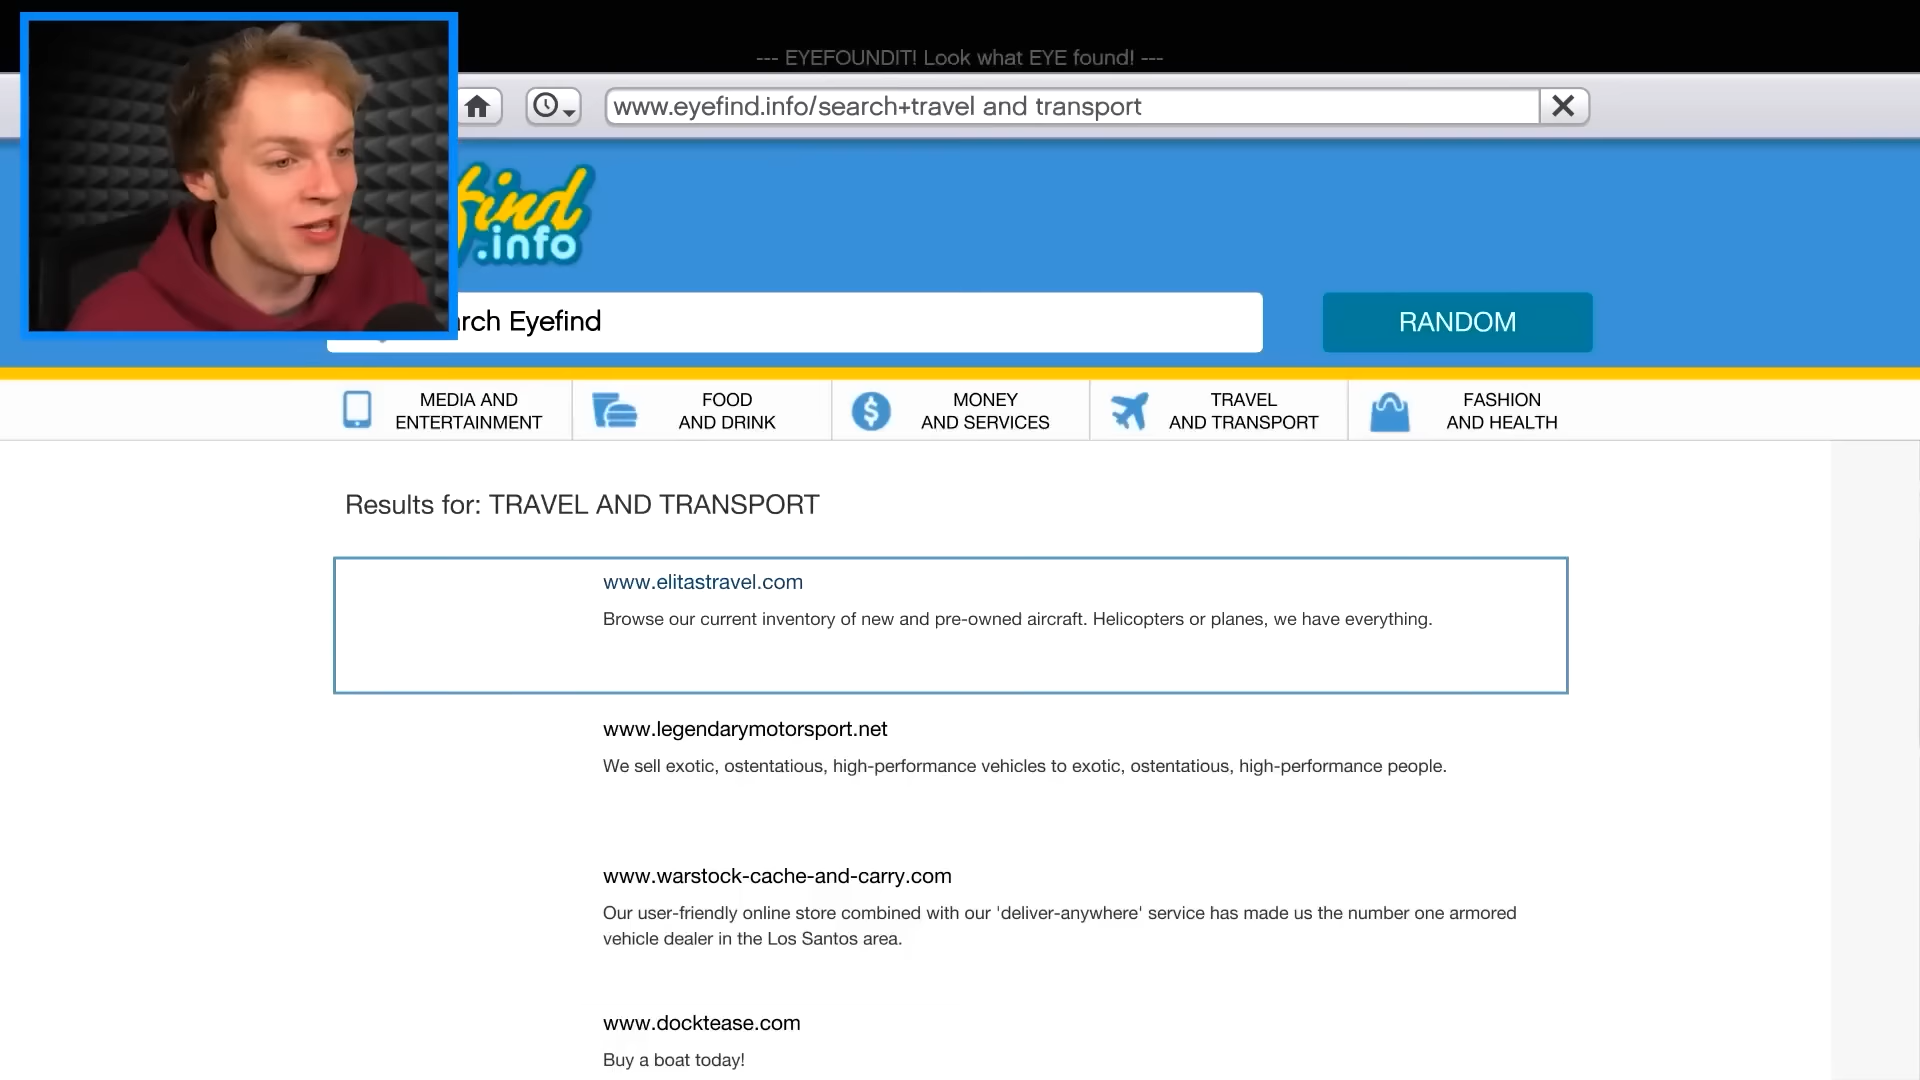 --- EYEFOUNDIT! Look what EYE found! ---
www.eyefind.info/search+travel and transport
find
.info
rch Eyefind
RANDOM
MEDIA AND
ENTERTAINMENT
FOOD
AND DRINK
MONEY
AND SERVICES
TRAVEL
AND TRANSPORT
FASHION
AND HEALTH
Results for: TRAVEL AND TRANSPORT
www.elitastravel.com
Browse our current inventory of new and pre-owned aircraft. Helicopters or planes, we have everything.
www.legendarymotorsport.net
We sell exotic, ostentatious, high-performance vehicles to exotic, ostentatious, high-performance people.
www.warstock-cache-and-carry.com
Our user-friendly online store combined with our 'deliver-anywhere' service has made us the number one armored
vehicle dealer in the Los Santos area.
www.docktease.com
Buy a boat today!